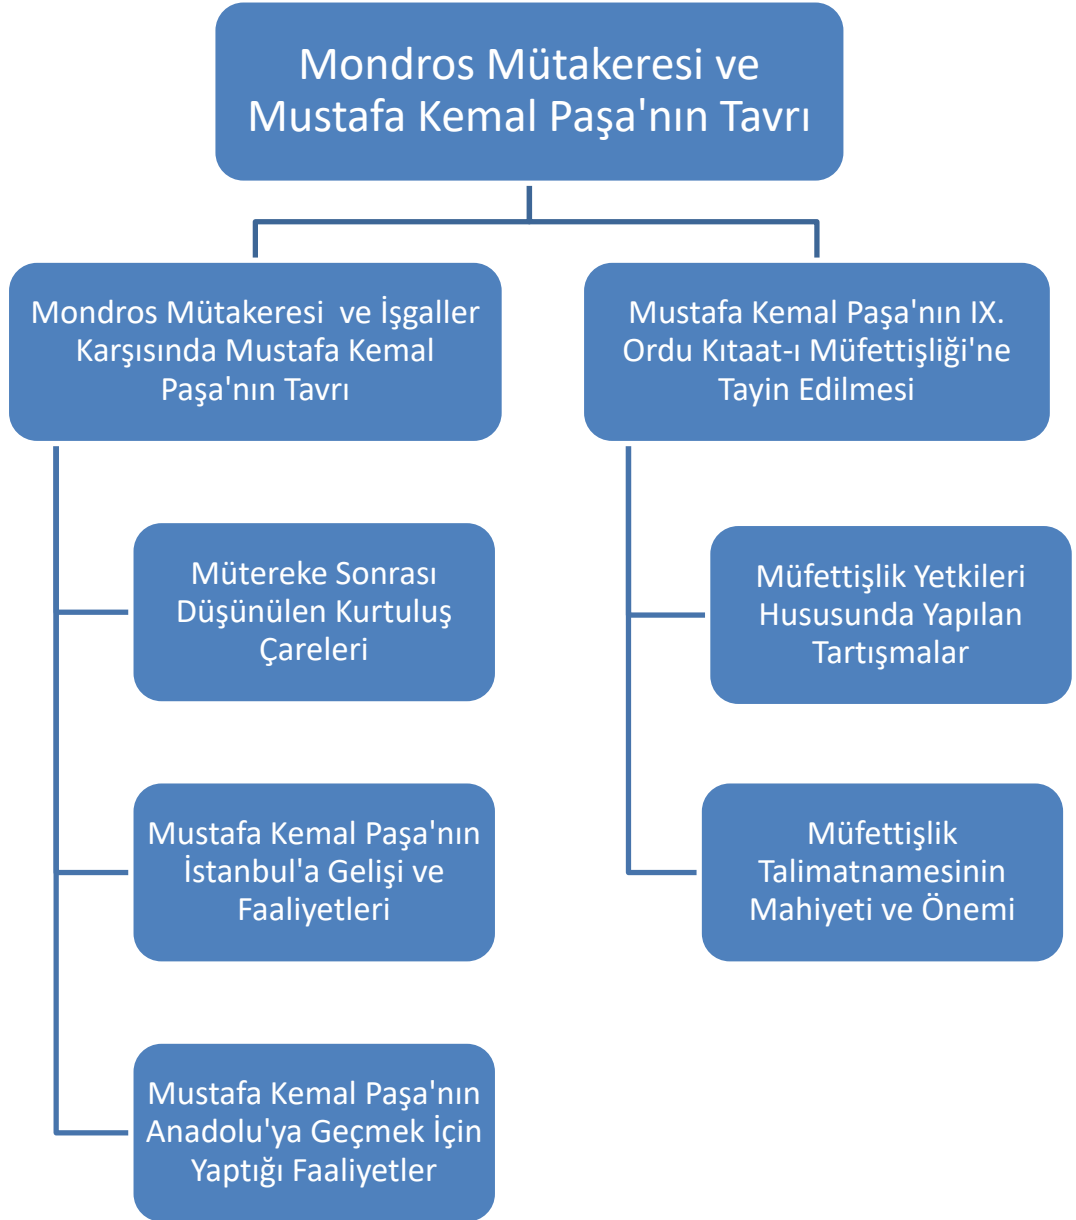 Mondros Mütakeresi ve
Mustafa Kemal Paşa'nın Tavrı
Mondros Mütakeresi ve İşgaller
Karşısında Mustafa Kemal
Paşa'nın Tavrı
Mütereke Sonrası
Düşünülen Kurtuluş
Çareleri
Mustafa Kemal Paşa'nın
İstanbul'a Gelişi ve
Faaliyetleri
Mustafa Kemal Paşa'nın
Anadolu'ya Geçmek İçin
Yaptığı Faaliyetler
Mustafa Kemal Paşa'nın IX.
Ordu Kıtaat-ı Müfettişliği'ne
Tayin Edilmesi
Müfettişlik Yetkileri
Hususunda Yapılan
Tartışmalar
Müfettişlik
Talimatnamesinin
Mahiyeti ve Önemi